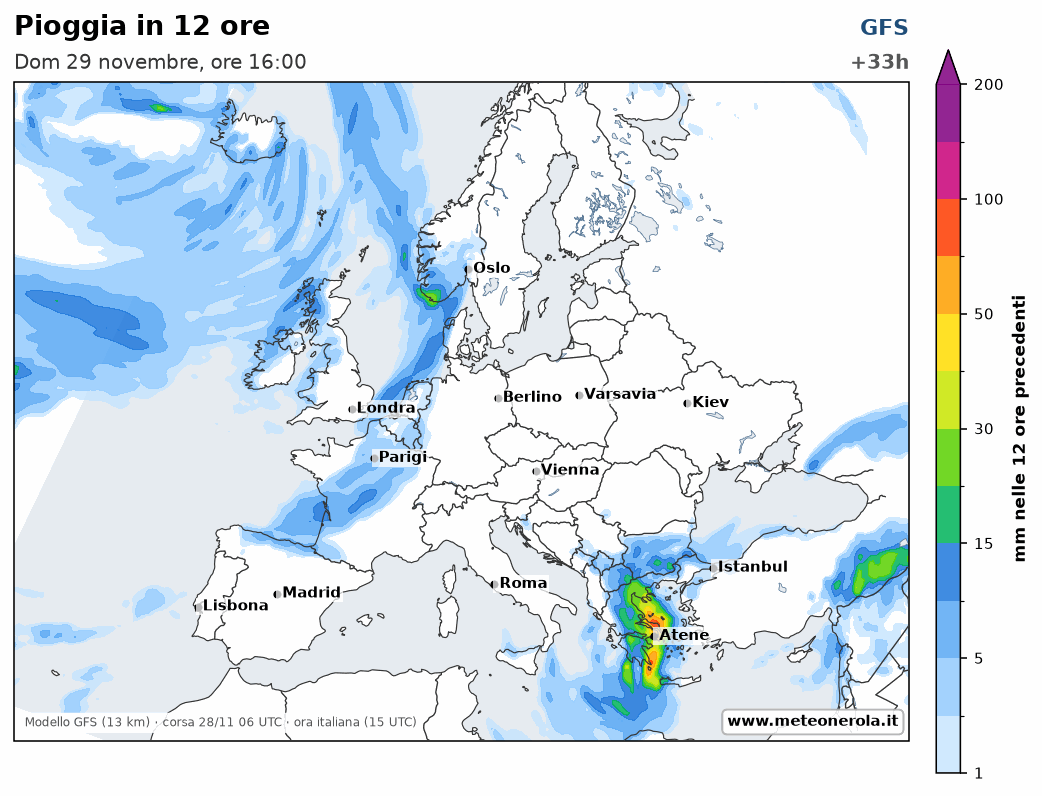 Pioggia in 12 ore
GFS
Dom 29 novembre, ore 16:00
+33h
200
100
50
30
15
5
1
mm nelle 12 ore precedenti
Oslo
Londra
Berlino
Varsavia
Kiev
Parigi
Vienna
Istanbul
Roma
Madrid
Lisbona
Atene
Modello GFS (13 km) · corsa 28/11 06 UTC · ora italiana (15 UTC)
www.meteonerola.it